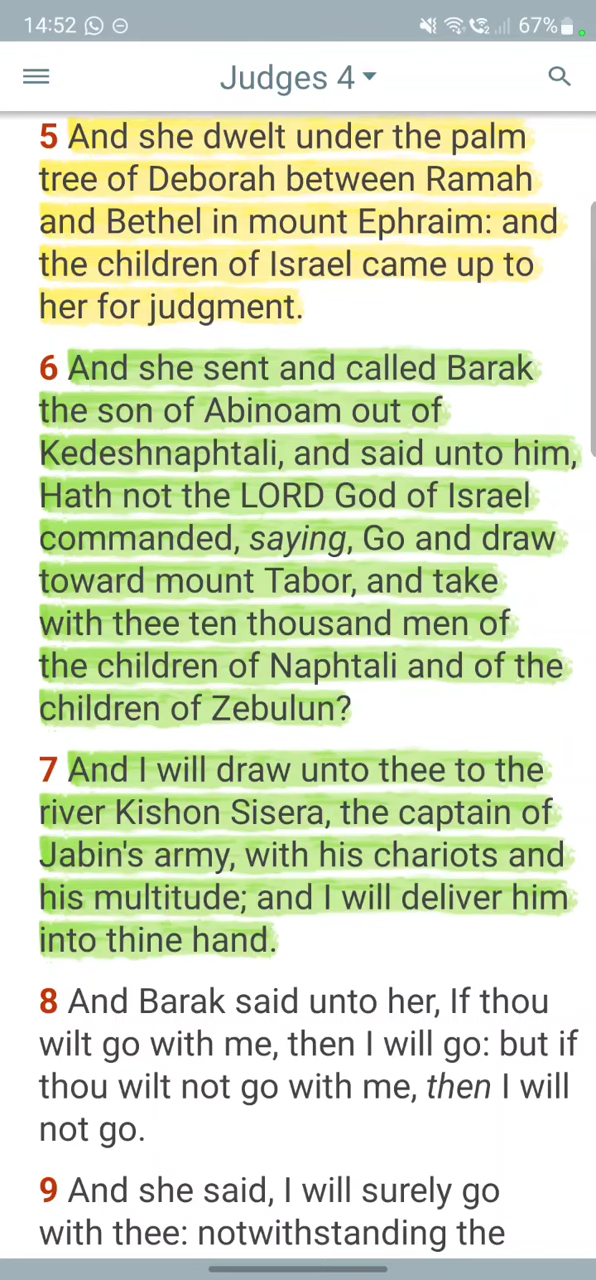 14:52 67%
Judges 4
5 And she dwelt under the palm
tree of Deborah between Ramah
and Bethel in mount Ephraim: and
the children of Israel came up to
her for judgment.
6 And she sent and called Barak
the son of Abinoam out of
Kedeshnaphtali, and said unto him,
Hath not the LORD God of Israel
commanded, saying, Go and draw
toward mount Tabor, and take
with thee ten thousand men of
the children of Naphtali and of the
children of Zebulun?
7 And I will draw unto thee to the
river Kishon Sisera, the captain of
Jabin's army, with his chariots and
his multitude; and I will deliver him
into thine hand.
8 And Barak said unto her, If thou
wilt go with me, then I will go: but if
thou wilt not go with me, then I will
not go.
9 And she said, I will surely go
with thee: notwithstanding the